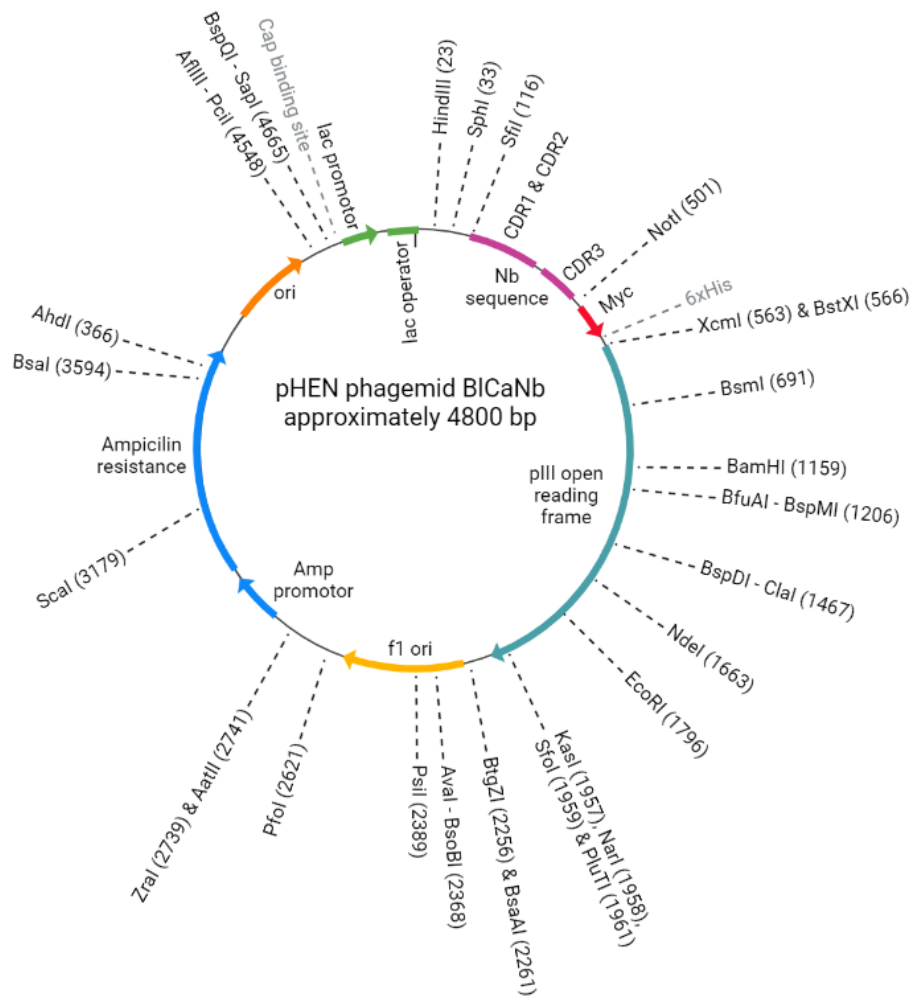 BspQI - SapI (4665)
AflIII - PciI (4548)
Cap binding site
lac promotor
lac operator
HindIII (23)
SphI (33)
SfiI (116)
CDR1 & CDR2
Nb
sequence
CDR3
NotI (501)
Myc
6xHis
XcmI (563) & BstXI (566)
BsmI (691)
BamHI (1159)
BfuAI - BspMI (1206)
pIII open
reading
frame
BspDI - ClaI (1467)
NdeI (1663)
EcoRI (1796)
KasI (1957), NarI (1958),
SfoI (1959) & PluTI (1961)
BtgZI (2256) & BsaAI (2261)
AvaI - BsoBI (2368)
PsiI (2389)
f1 ori
PfoI (2621)
ZraI (2739) & AatII (2741)
Amp
promotor
ScaI (3179)
Ampicilin
resistance
BsaI (3594)
AhdI (366)
ori
pHEN phagemid BlCaNb
approximately 4800 bp